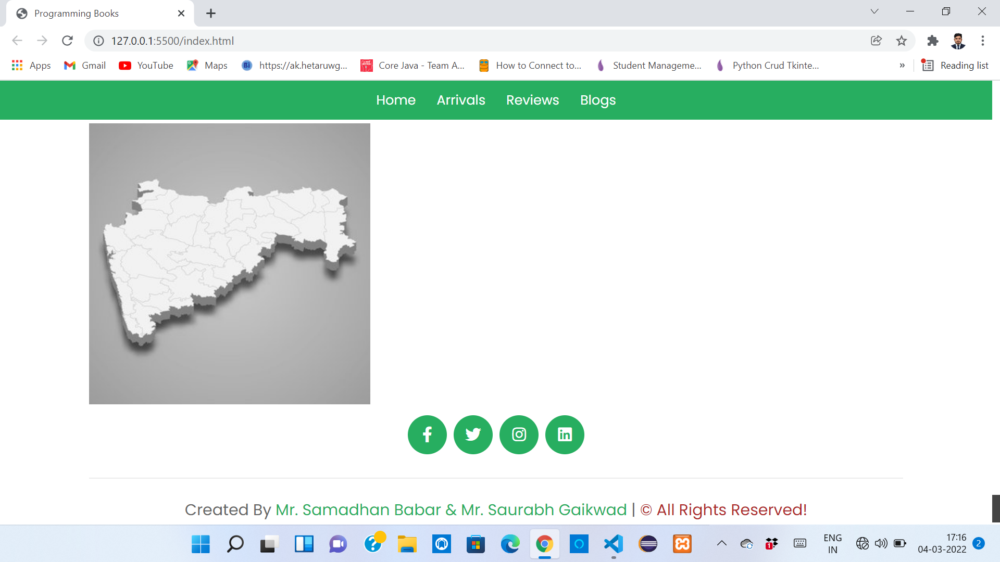 Programming Books
127.0.0.1:5500/index.html
Apps Gmail YouTube Maps Bi https://ak.hetaruwg... Core Java - Team A... How to Connect to... Student Manageme... Python Crud Tkinte... » Reading list
Home Arrivals Reviews Blogs
Created By Mr. Samadhan Babar & Mr. Saurabh Gaikwad | © All Rights Reserved!
ENG
IN
17:16
04-03-2022
1
2